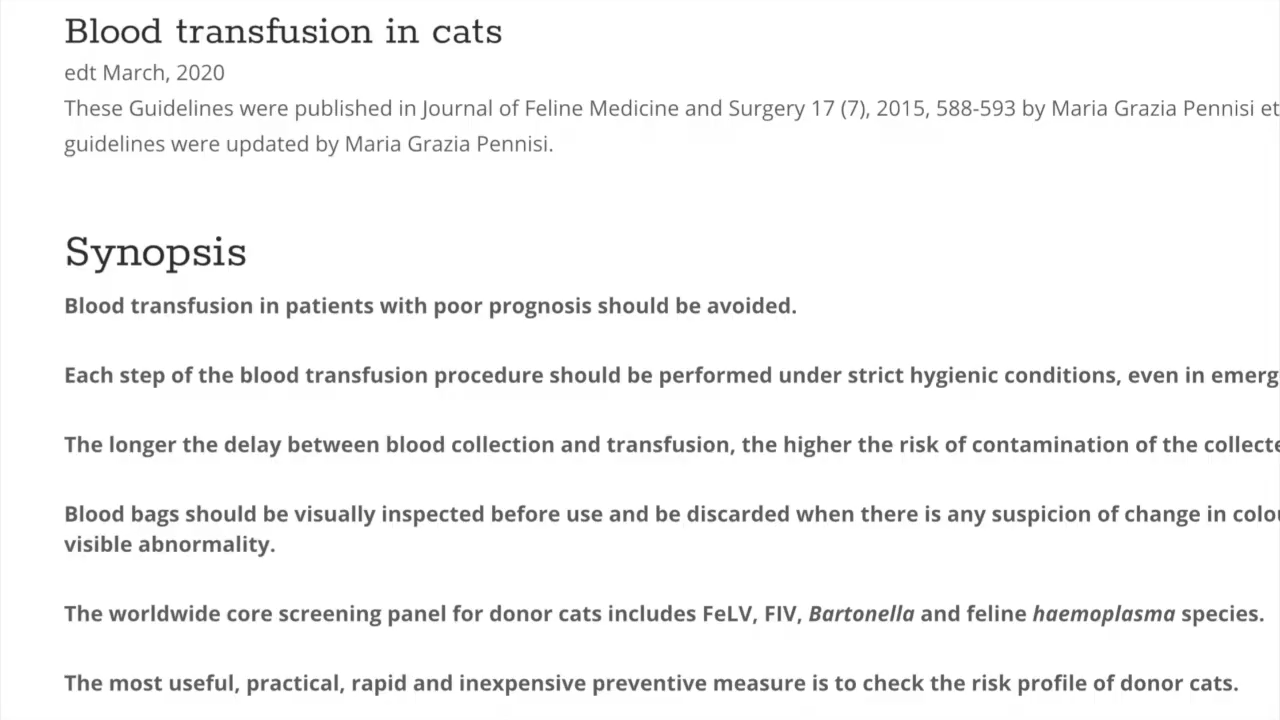 Blood transfusion in cats
edt March, 2020
These Guidelines were published in Journal of Feline Medicine and Surgery 17 (7), 2015, 588-593 by Maria Grazia Pennisi et
guidelines were updated by Maria Grazia Pennisi.
Synopsis
Blood transfusion in patients with poor prognosis should be avoided.
Each step of the blood transfusion procedure should be performed under strict hygienic conditions, even in emerg
The longer the delay between blood collection and transfusion, the higher the risk of contamination of the collecte
Blood bags should be visually inspected before use and be discarded when there is any suspicion of change in colou
visible abnormality.
The worldwide core screening panel for donor cats includes FeLV, FIV, Bartonella and feline haemoplasma species.
The most useful, practical, rapid and inexpensive preventive measure is to check the risk profile of donor cats.